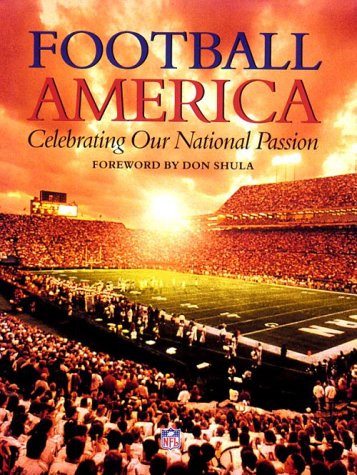 FOOTBALL
AMERICA
Celebrating Our National Passion
FOREWORD BY DON SHULA
NFL